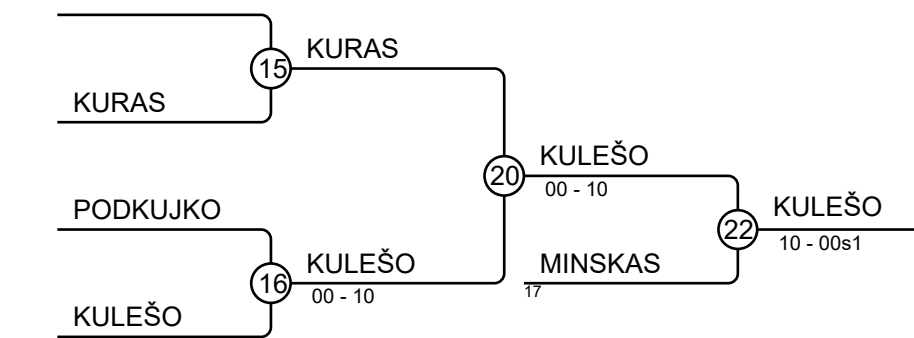 KURAS
15
KURAS
KULEŠO
20
00 - 10
PODKUJKO
KULEŠO
22
10 - 00s1
KULEŠO
MINSKAS
16
17
00 - 10
KULEŠO